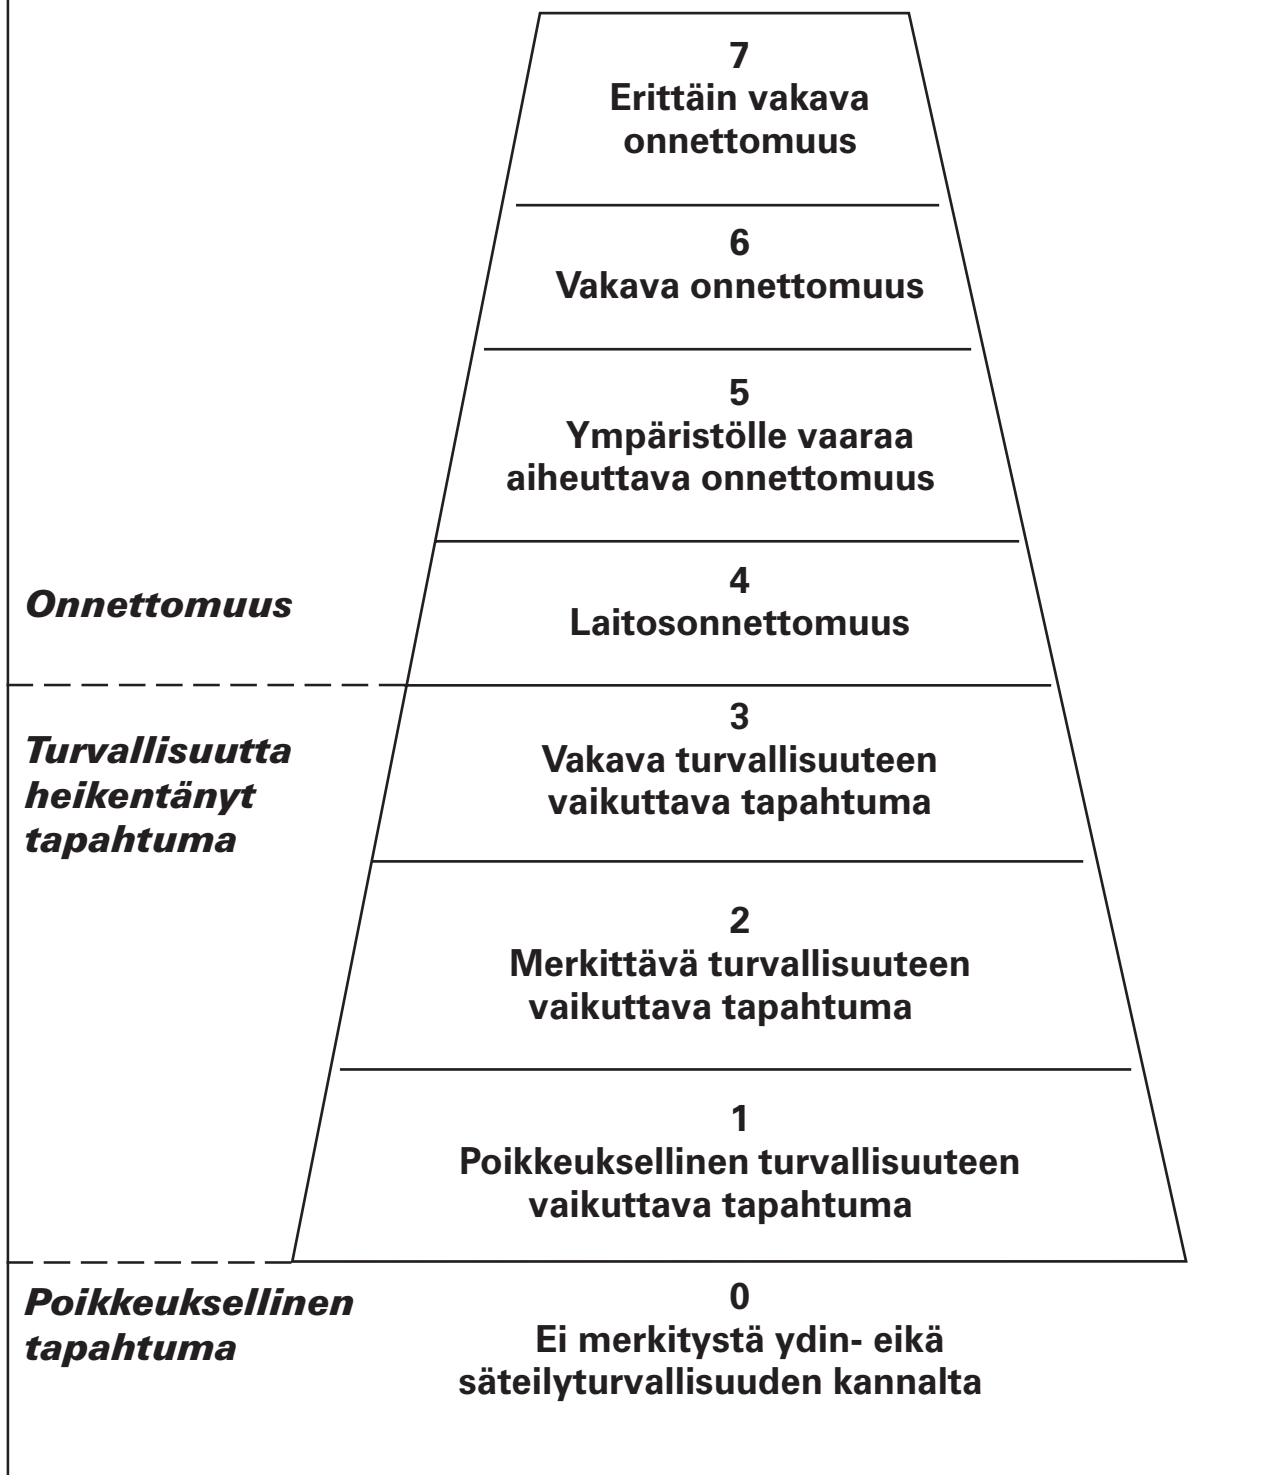 7
Erittäin vakava
onnettomuus
6
Vakava onnettomuus
5
Ympäristölle vaaraa
aiheuttava onnettomuus
Onnettomuus
4
Laitosonnettomuus
Turvallisuutta
heikentänyt
tapahtuma
3
Vakava turvallisuuteen
vaikuttava tapahtuma
2
Merkittävä turvallisuuteen
vaikuttava tapahtuma
1
Poikkeuksellinen turvallisuuteen
vaikuttava tapahtuma
Poikkeuksellinen
tapahtuma
0
Ei merkitystä ydin- eikä
säteilyturvallisuuden kannalta